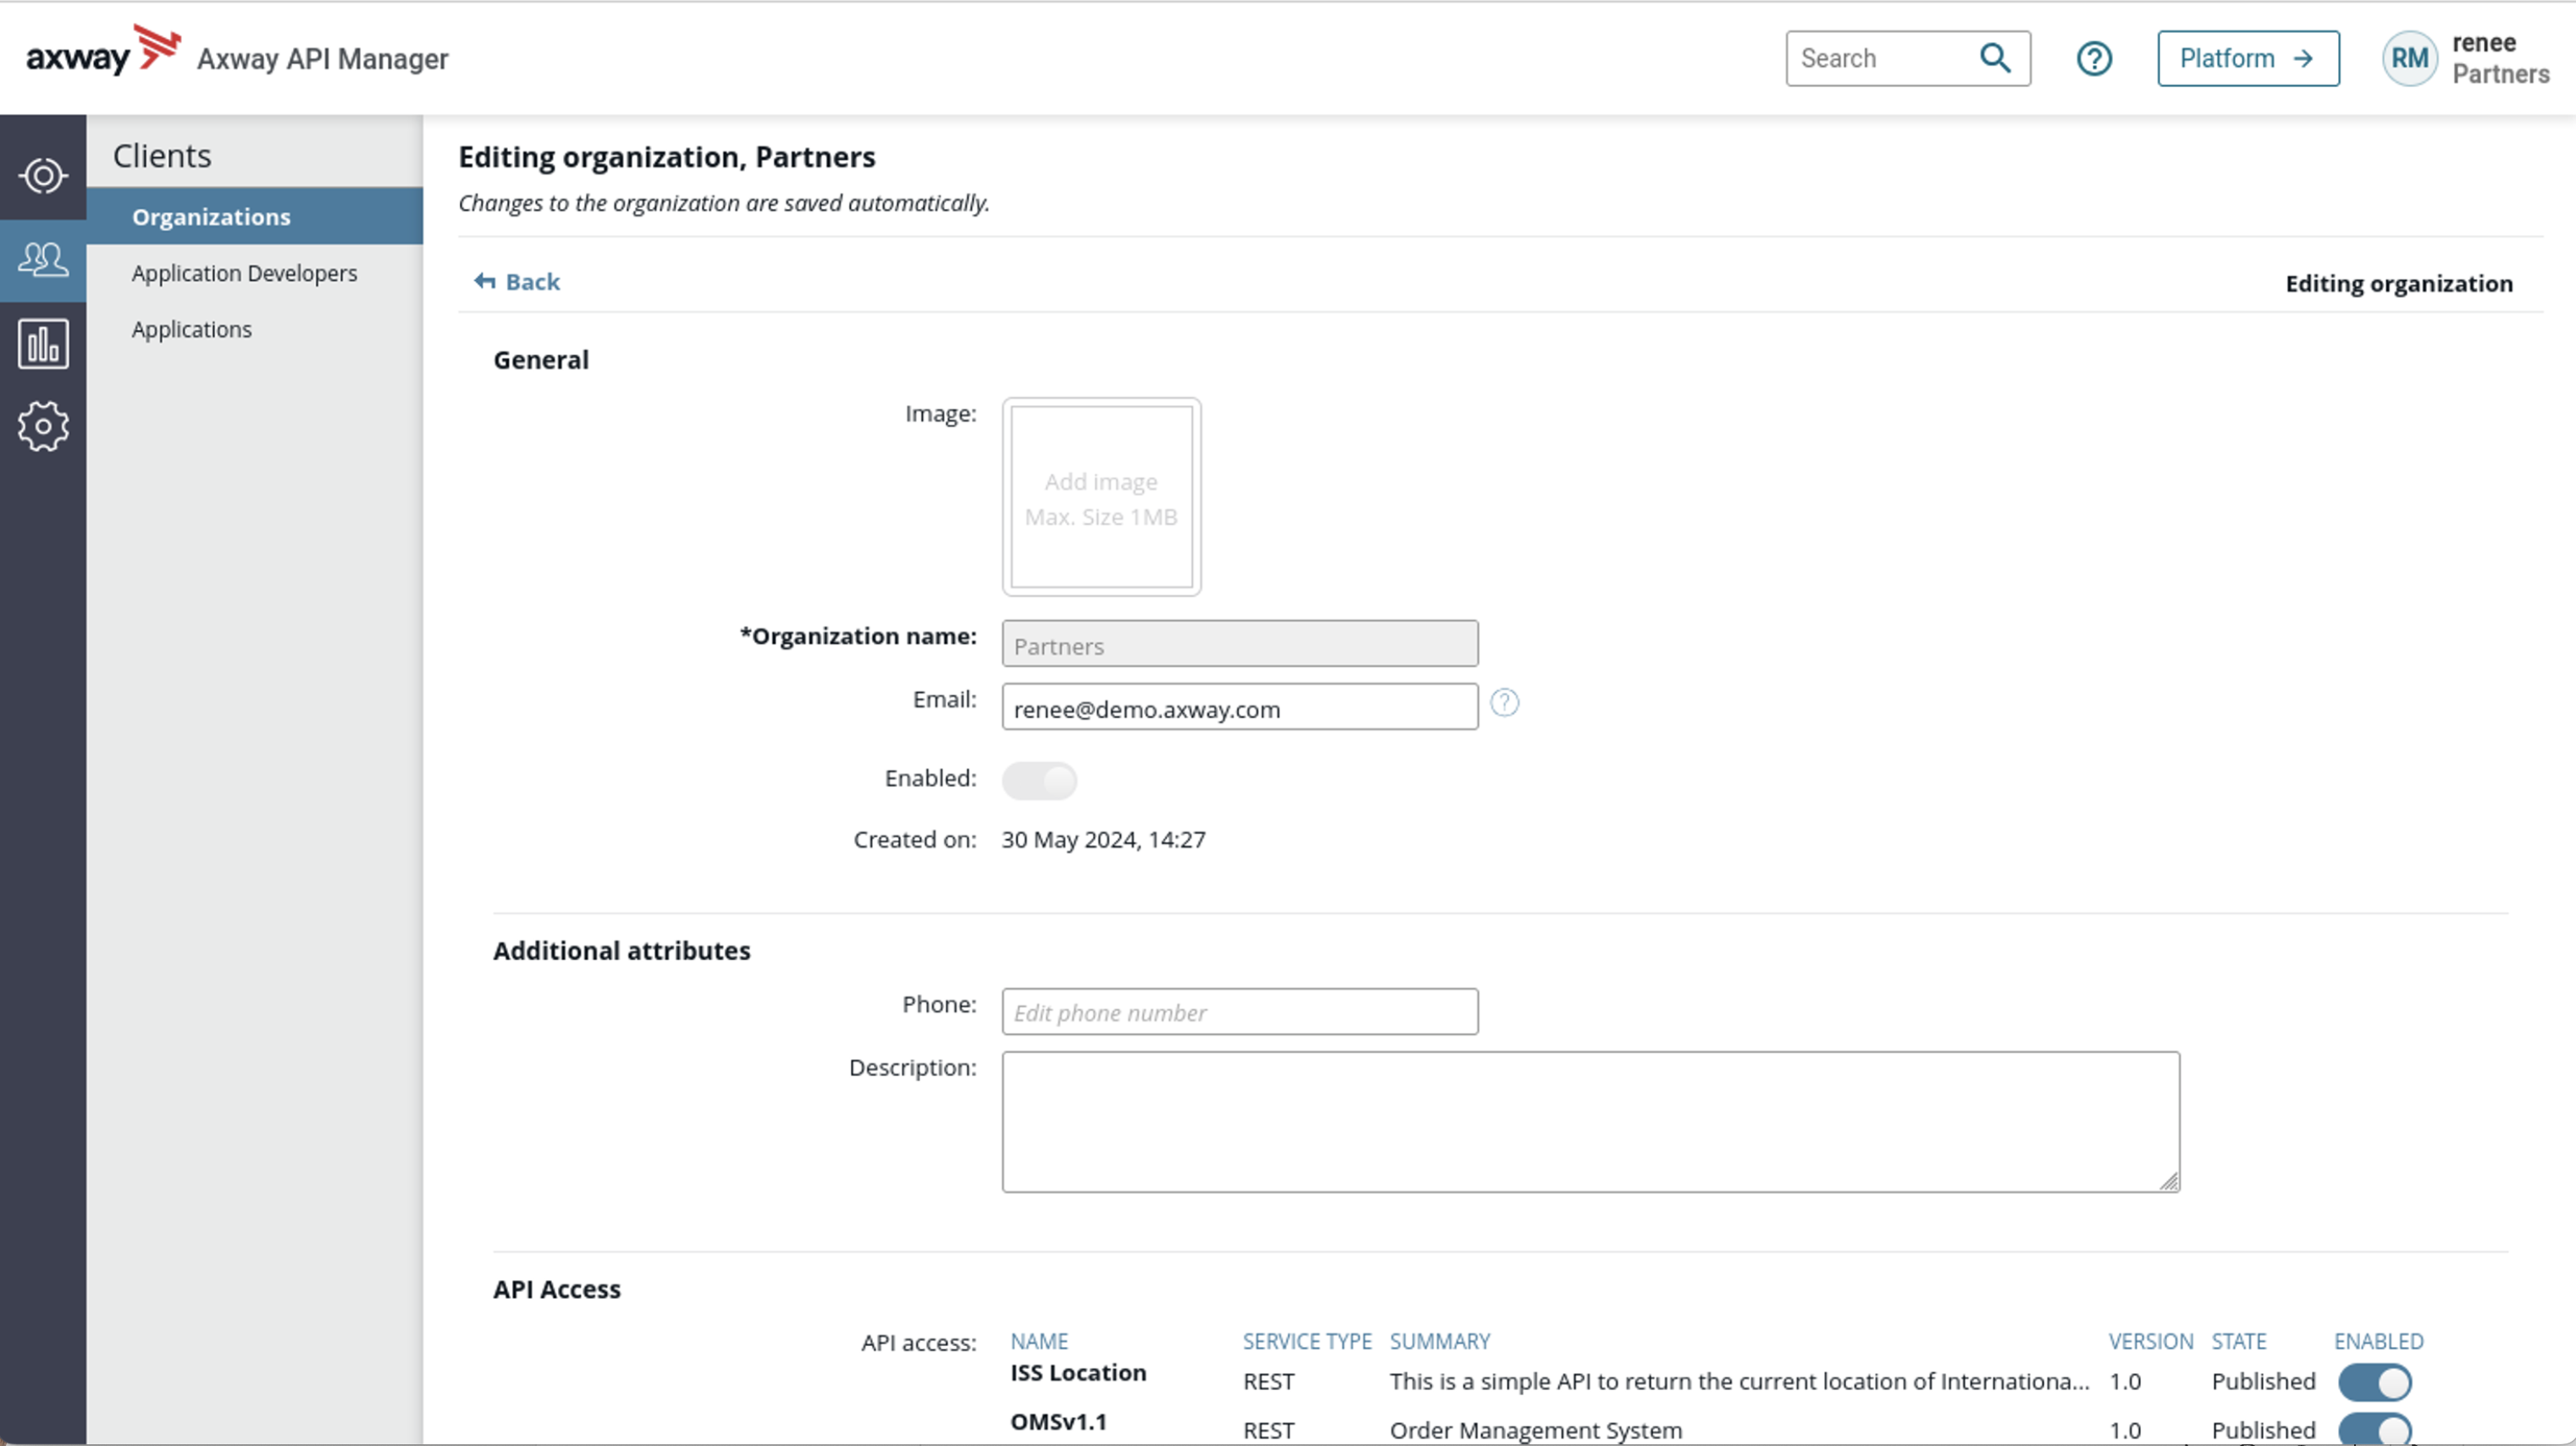 axway Axway API Manager
Search
Platform
RM
renee
Partners
Clients
Organizations
Application Developers
Applications
Editing organization, Partners
Changes to the organization are saved automatically.
Back
Editing organization
General
Image:
Add image
Max. Size 1MB
*Organization name: Partners
Email: renee@demo.axway.com ?
Enabled:
Created on: 30 May 2024, 14:27
Additional attributes
Phone: Edit phone number
Description:
API Access
API access: NAME SERVICE TYPE SUMMARY VERSION STATE ENABLED
ISS Location REST This is a simple API to return the current location of Internationa... 1.0 Published
OMSv1.1 REST Order Management System 1.0 Published